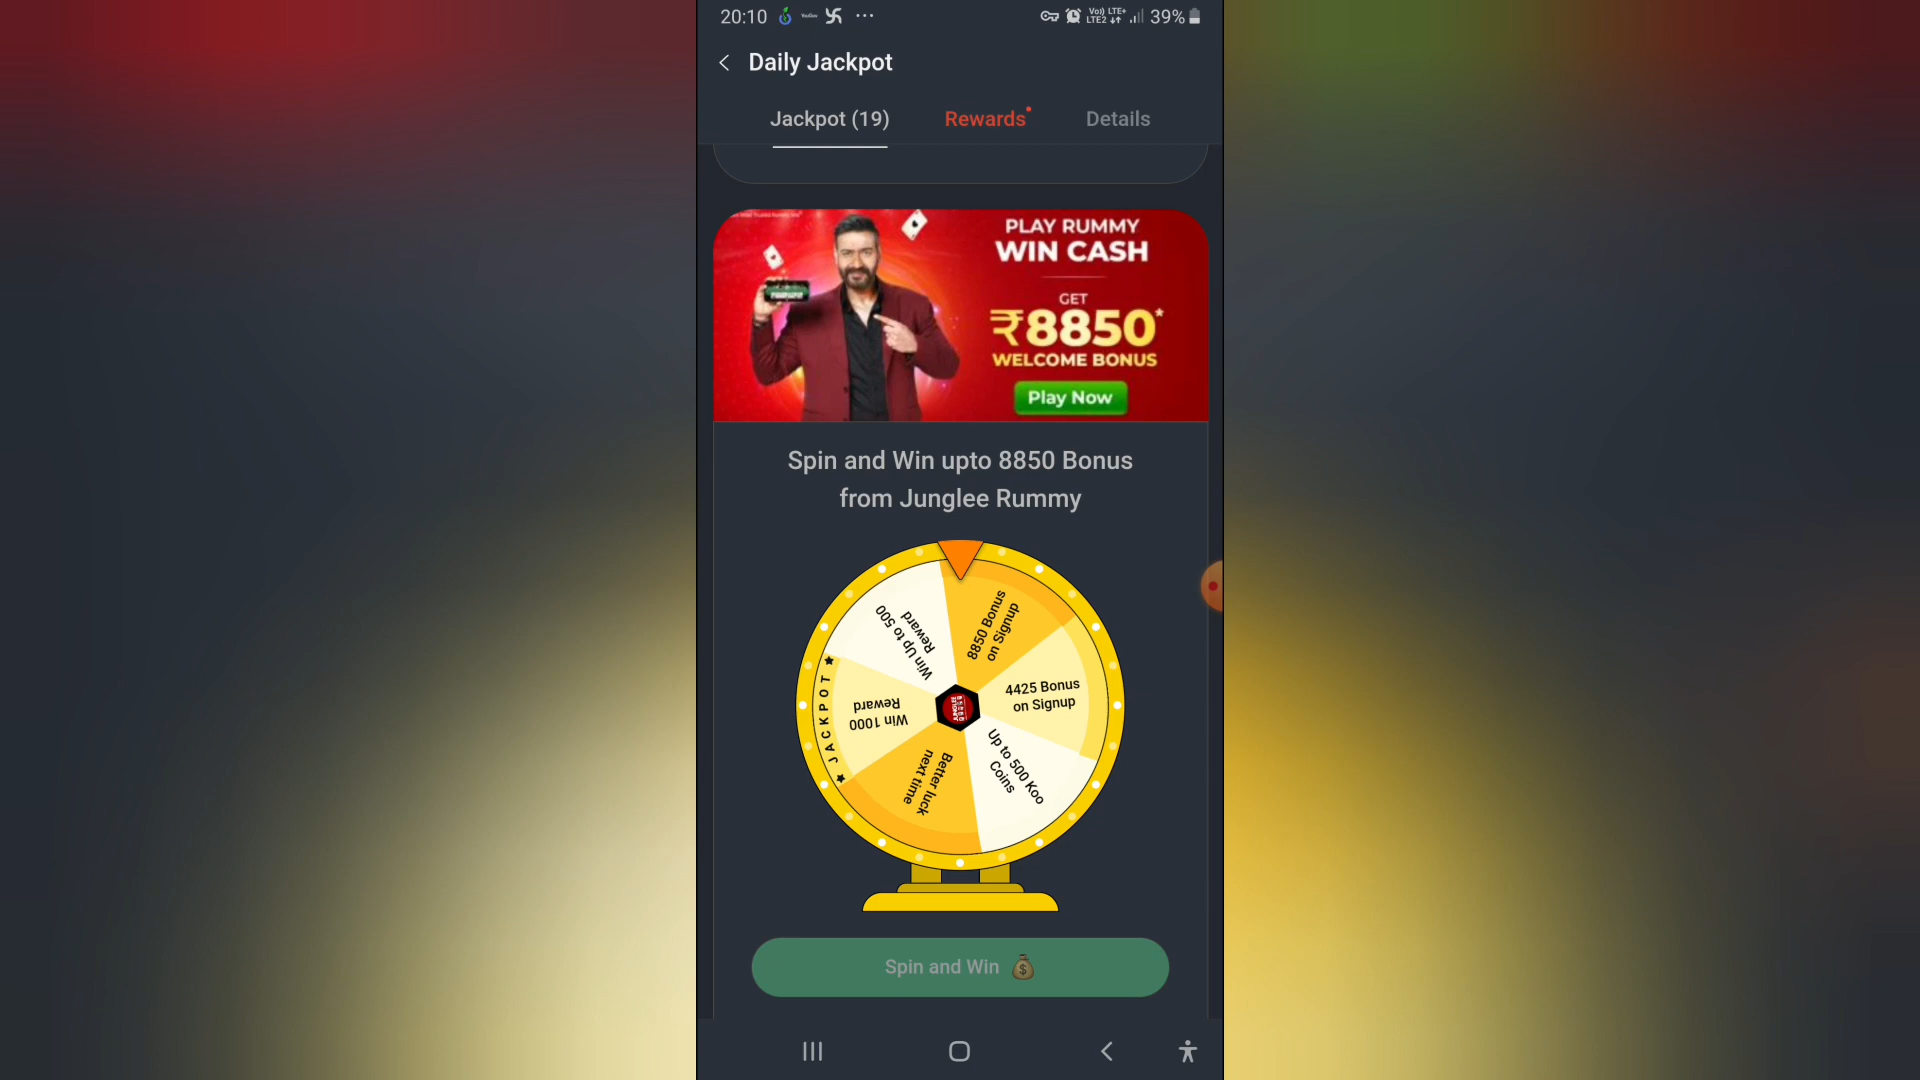 20:10
Vo)) LTE+
LTE2
39%
Daily Jackpot
Jackpot (19)
Rewards
Details
PLAY RUMMY
WIN CASH
GET
₹8850*
WELCOME BONUS
Play Now
Spin and Win upto 8850 Bonus
from Junglee Rummy
8850 Bonus
on Signup
4425 Bonus
on Signup
Up to 500 Koo
Coins
Better luck
next time
Win 1000
Reward
Win Up to 500
Reward
★ JACKPOT ★
Spin and Win